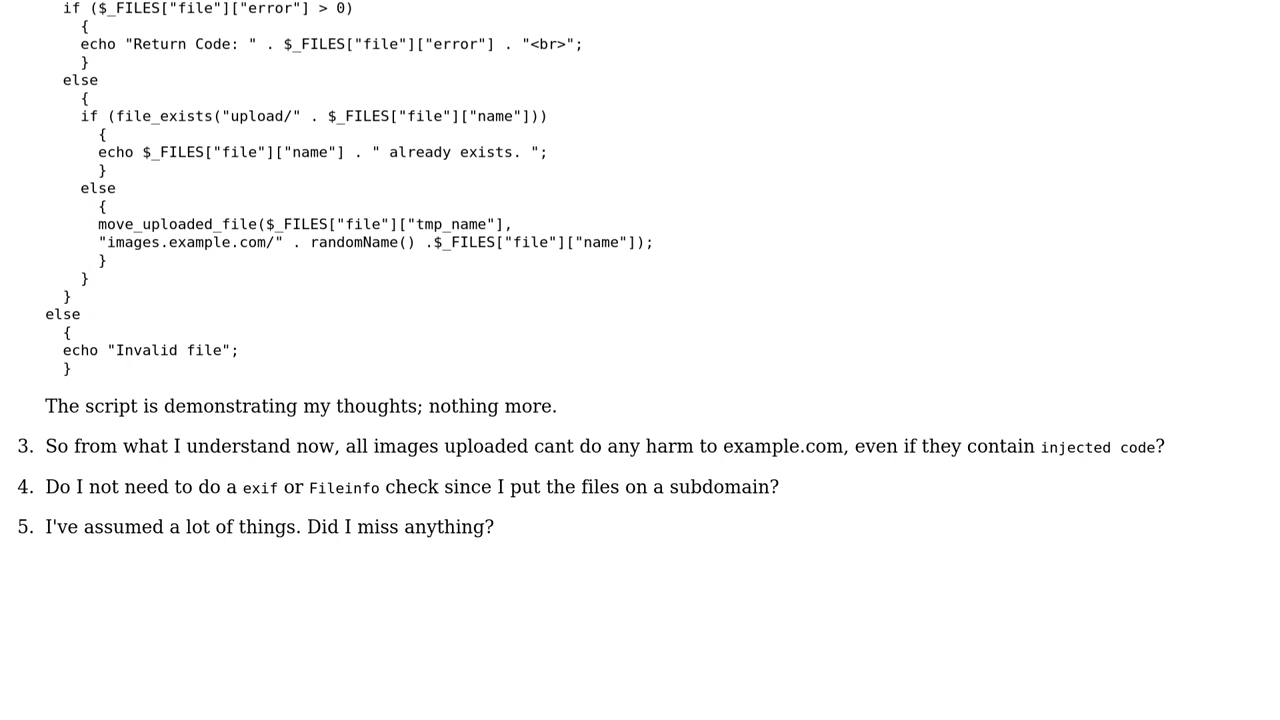 if ($_FILES["file"]["error"] > 0)
{
echo "Return Code: " . $_FILES["file"]["error"] . "<br>";
}
else
{
if (file_exists("upload/" . $_FILES["file"]["name"]))
{
echo $_FILES["file"]["name"] . " already exists. ";
}
else
{
move_uploaded_file($_FILES["file"]["tmp_name"],
"images.example.com/" . randomName() .$_FILES["file"]["name"]);
}
}
}
else
{
echo "Invalid file";
}
The script is demonstrating my thoughts; nothing more.
3. So from what I understand now, all images uploaded cant do any harm to example.com, even if they contain injected code?
4. Do I not need to do a exif or Fileinfo check since I put the files on a subdomain?
5. I've assumed a lot of things. Did I miss anything?